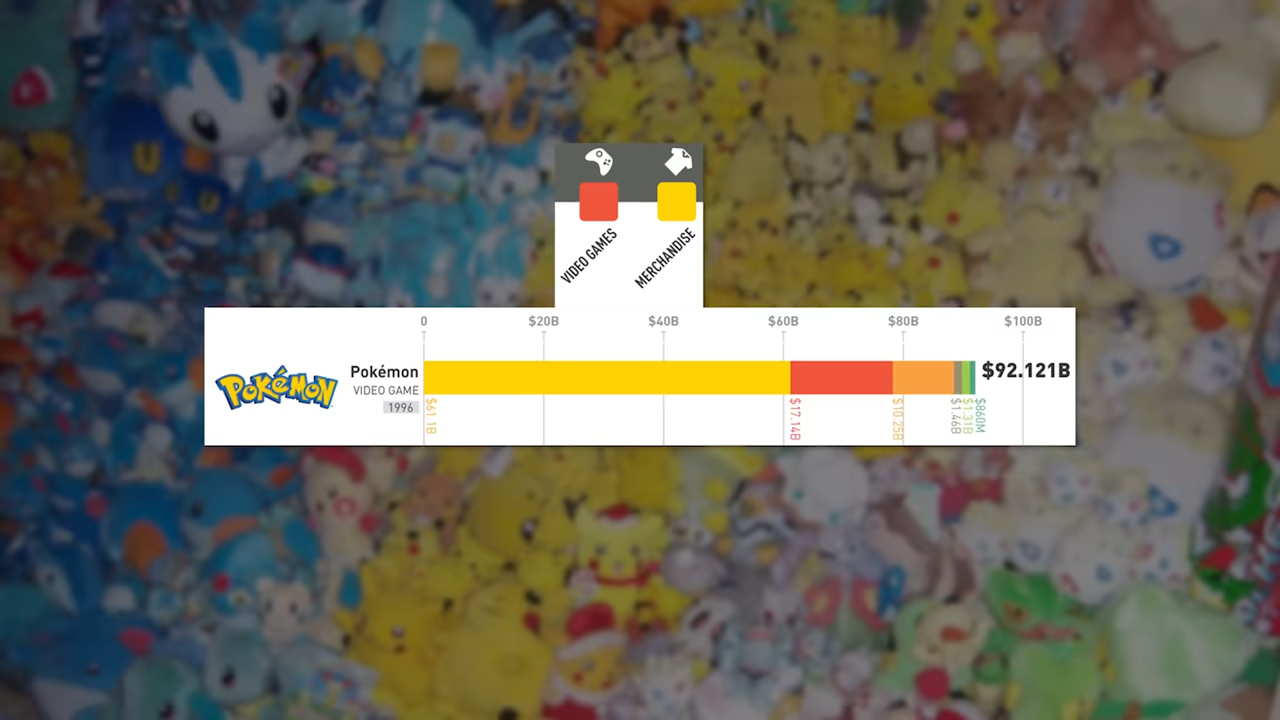 VIDEO GAMES
MERCHANDISE
0 $20B $40B $60B $80B $100B
POKéMON
Pokémon
VIDEO GAME
1996
$92.121B
$61.1B
$17.14B
$10.25B
$1.46B
$1.31B
$860M